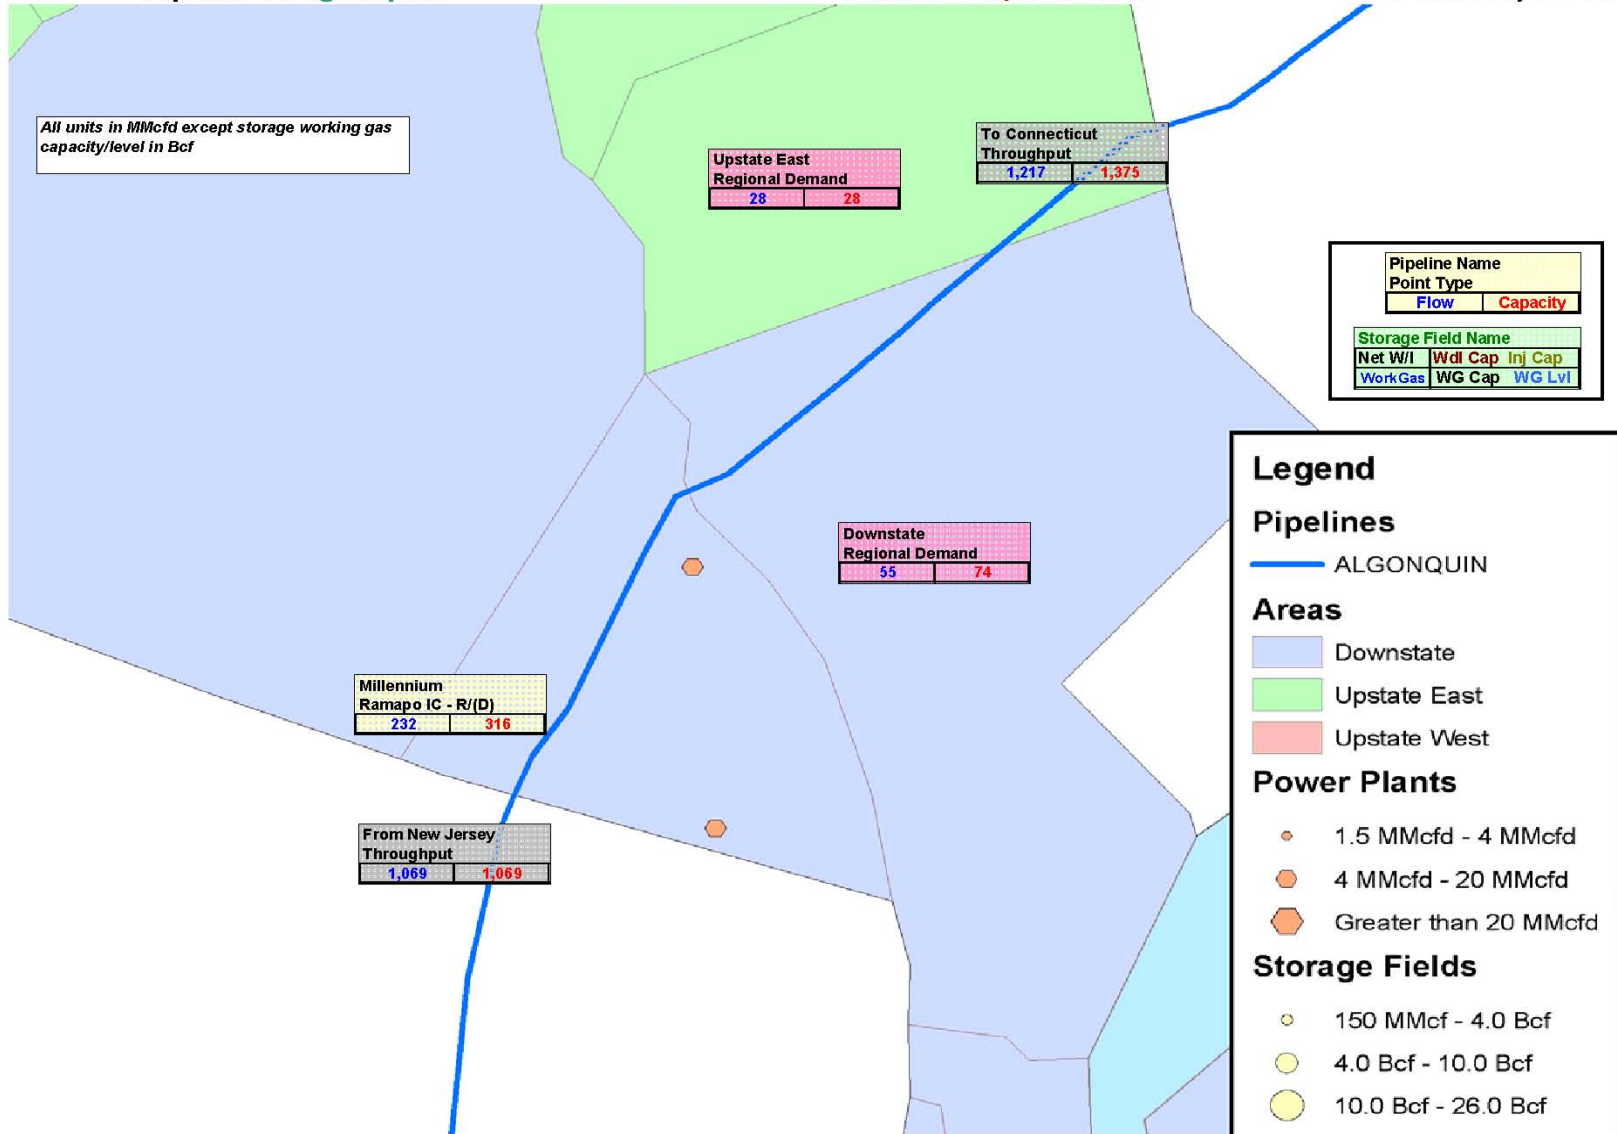 All units in MMcfd except storage working gas
capacity/level in Bcf
Upstate East
Regional Demand
28 28
To Connecticut
Throughput
1,217 1,375
Pipeline Name
Point Type
Flow Capacity
Storage Field Name
Net W/I Wdl Cap Inj Cap
WorkGas WG Cap WG Lvl
Downstate
Regional Demand
55 74
Millennium
Ramapo IC - R/(D)
232 316
From New Jersey
Throughput
1,069 1,069
Legend
Pipelines
ALGONQUIN
Areas
Downstate
Upstate East
Upstate West
Power Plants
1.5 MMcfd - 4 MMcfd
4 MMcfd - 20 MMcfd
Greater than 20 MMcfd
Storage Fields
150 MMcf - 4.0 Bcf
4.0 Bcf - 10.0 Bcf
10.0 Bcf - 26.0 Bcf